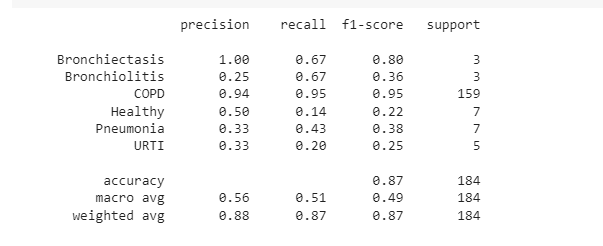 precision recall f1-score support
Bronchiectasis 1.00 0.67 0.80 3
Bronchiolitis 0.25 0.67 0.36 3
COPD 0.94 0.95 0.95 159
Healthy 0.50 0.14 0.22 7
Pneumonia 0.33 0.43 0.38 7
URTI 0.33 0.20 0.25 5
accuracy 0.87 184
macro avg 0.56 0.51 0.49 184
weighted avg 0.88 0.87 0.87 184